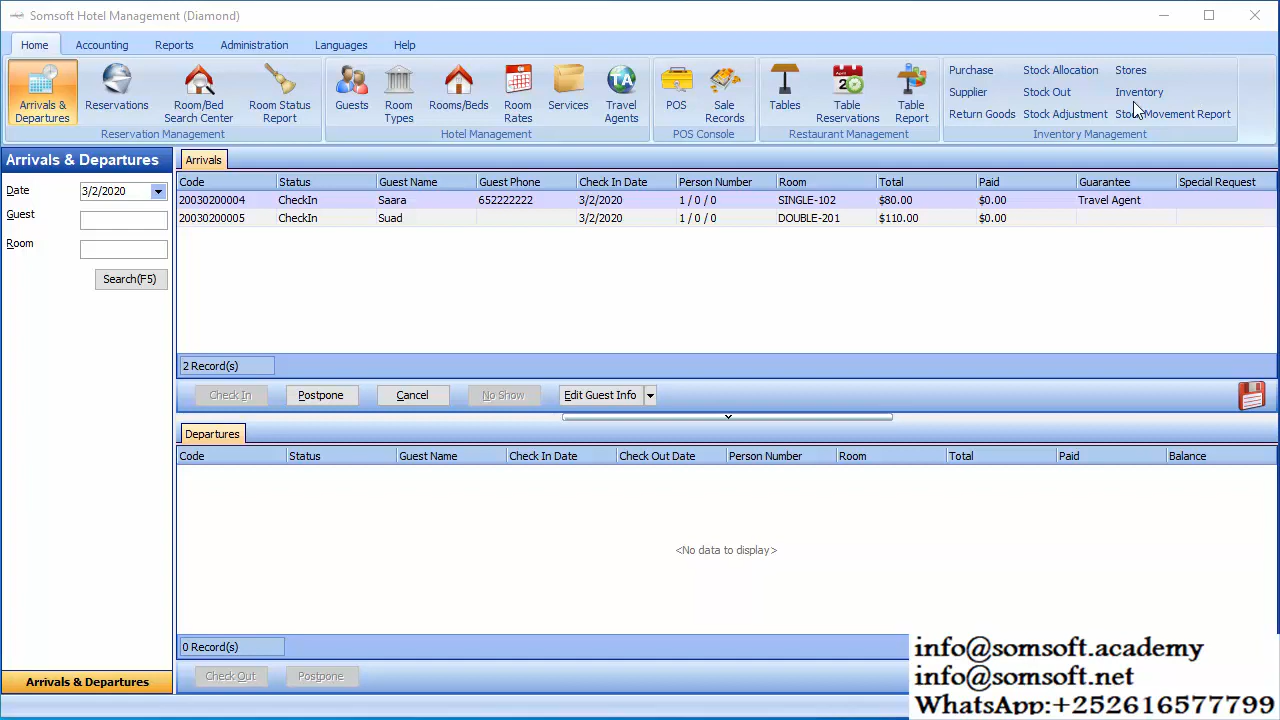 Somsoft Hotel Management (Diamond)
Home Accounting Reports Administration Languages Help
Arrivals & Departures
Reservations
Room/Bed Search Center
Room Status Report
Reservation Management
Guests
Room Types
Rooms/Beds
Room Rates
Services
Travel Agents
Hotel Management
POS
Sale Records
POS Console
Tables
Table Reservations
Table Report
Restaurant Management
Purchase Stock Allocation Stores
Supplier Stock Out Inventory
Return Goods Stock Adjustment Stock Movement Report
Inventory Management
Arrivals & Departures
Date 3/2/2020
Guest
Room
Search(F5)
Arrivals & Departures
Arrivals
Code Status Guest Name Guest Phone Check In Date Person Number Room Total Paid Guarantee Special Request
20030200004 CheckIn Saara 652222222 3/2/2020 1 / 0 / 0 SINGLE-102 $80.00 $0.00 Travel Agent
20030200005 CheckIn Suad 3/2/2020 1 / 0 / 0 DOUBLE-201 $110.00 $0.00
2 Record(s)
Check In Postpone Cancel No Show Edit Guest Info
Departures
Code Status Guest Name Check In Date Check Out Date Person Number Room Total Paid Balance
<No data to display>
0 Record(s)
Check Out Postpone
info@somsoft.academy
info@somsoft.net
WhatsApp:+252616577799